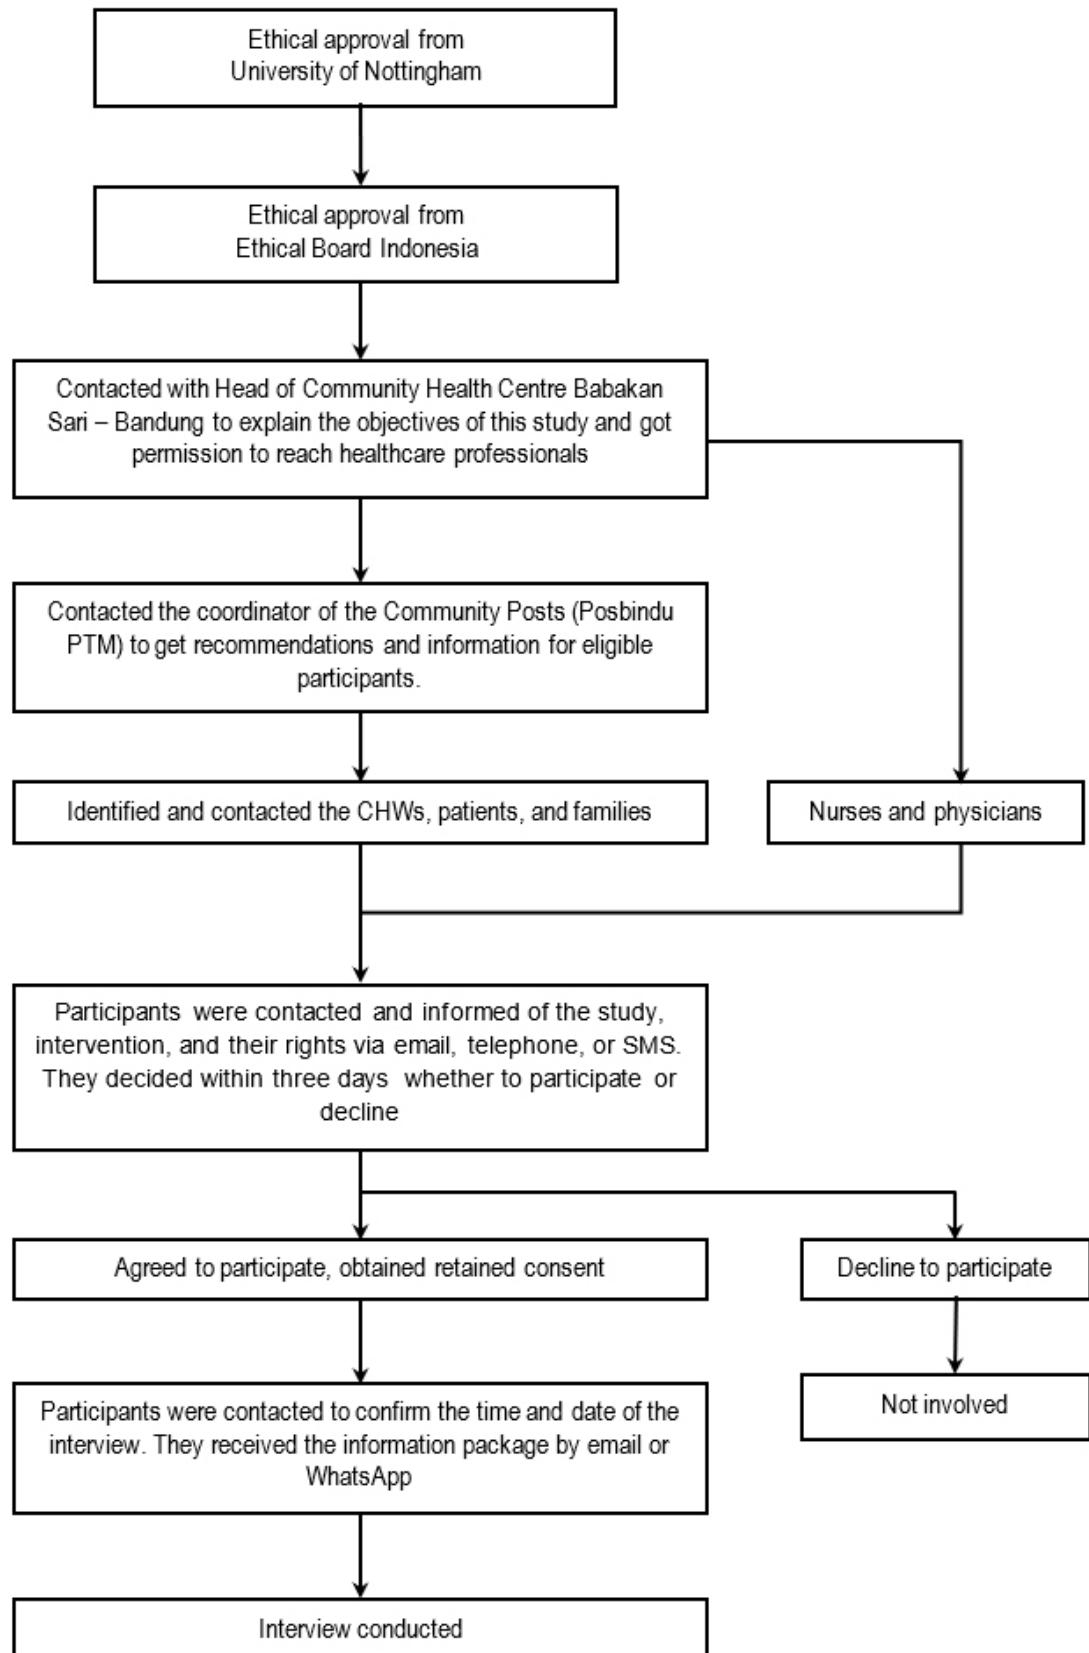 Ethical approval from
University of Nottingham
Ethical approval from
Ethical Board Indonesia
Contacted with Head of Community Health Centre Babakan
Sari – Bandung to explain the objectives of this study and got
permission to reach healthcare professionals
Contacted the coordinator of the Community Posts (Posbindu
PTM) to get recommendations and information for eligible
participants.
Identified and contacted the CHWs, patients, and families
Nurses and physicians
Participants were contacted and informed of the study,
intervention, and their rights via email, telephone, or SMS.
They decided within three days whether to participate or
decline
Agreed to participate, obtained retained consent
Decline to participate
Participants were contacted to confirm the time and date of the
interview. They received the information package by email or
WhatsApp
Not involved
Interview conducted